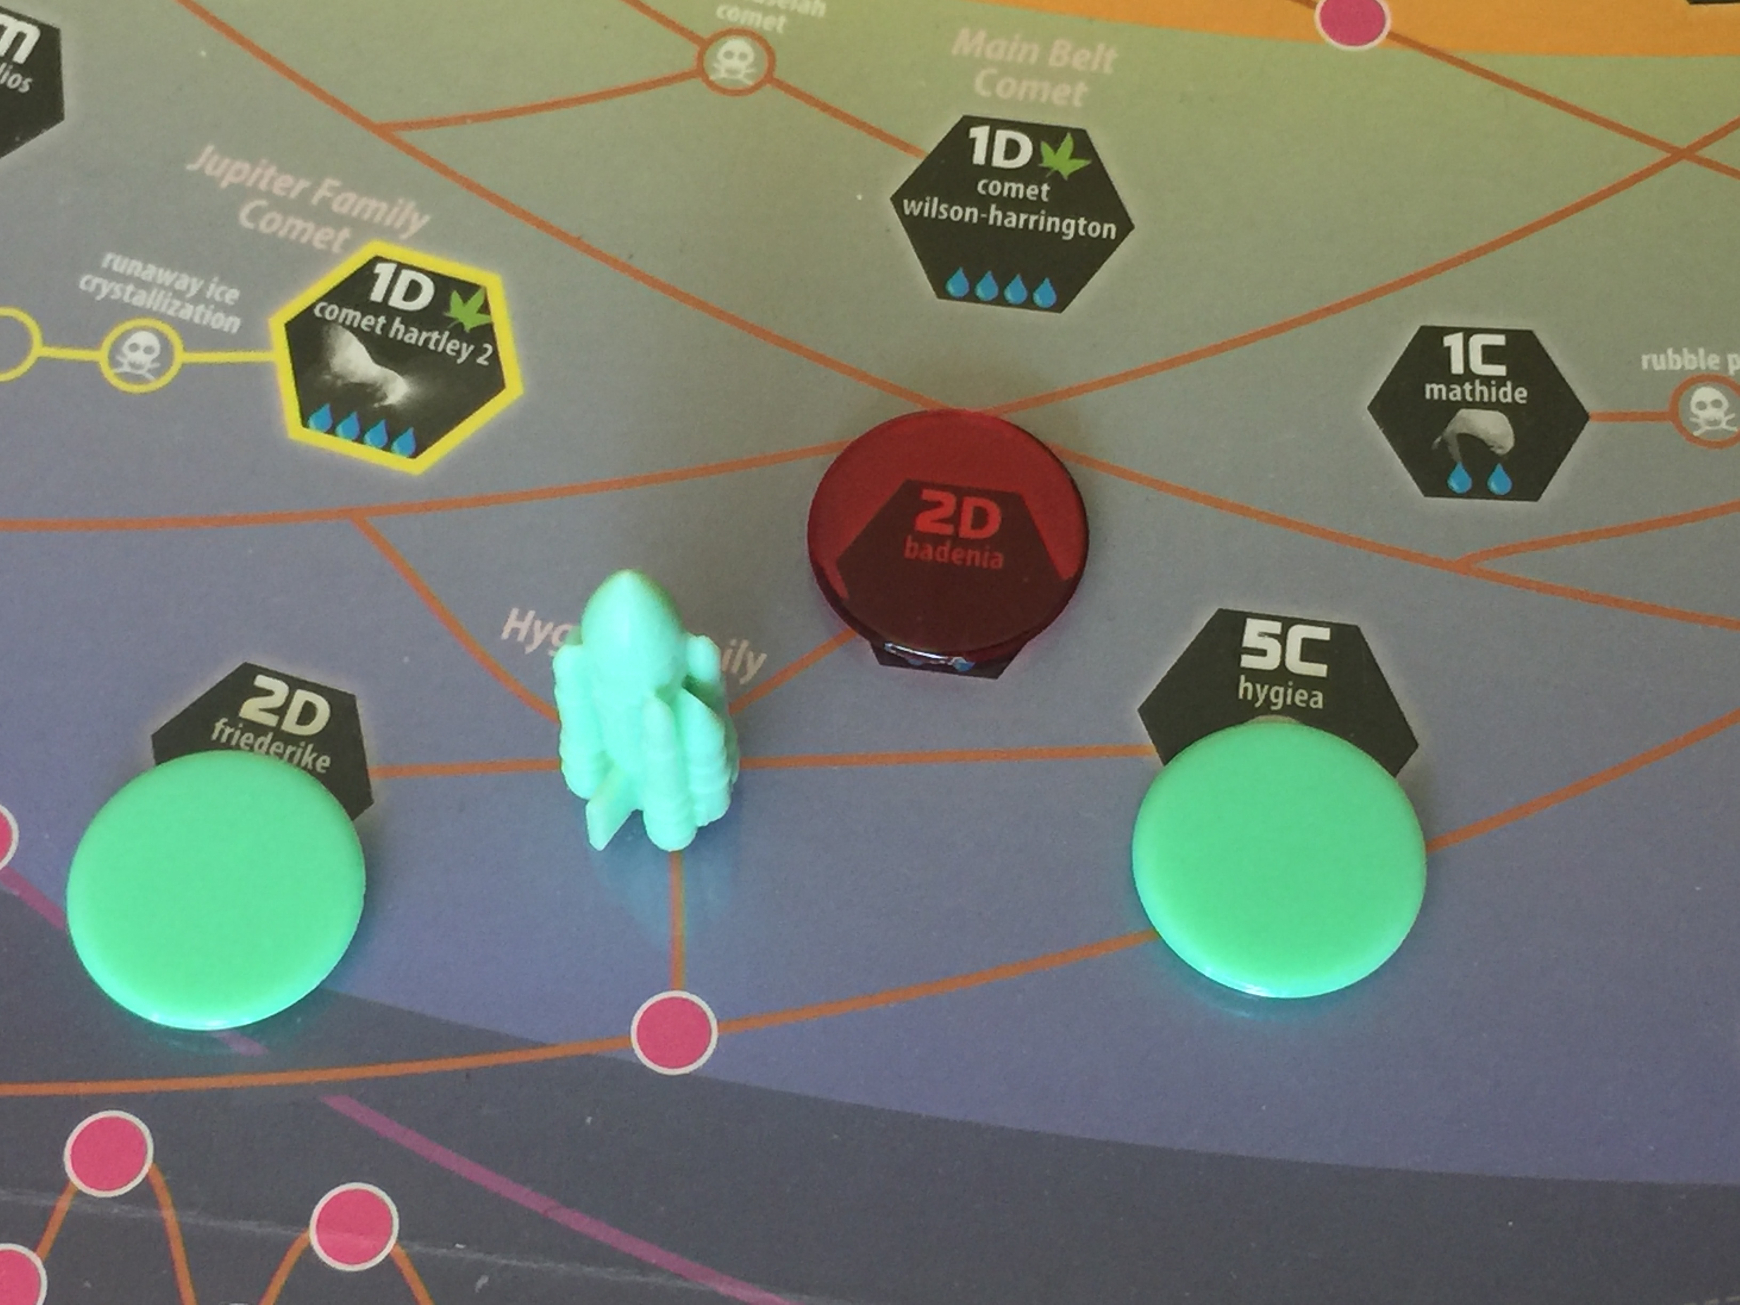 comet
Main Belt
Comet
1D
comet
wilson-harrington
Jupiter Family
Comet
runaway ice
crystallization
1D
comet hartley 2
1C
mathide
rubble
2D
badenia
5C
hygiea
2D
friederike